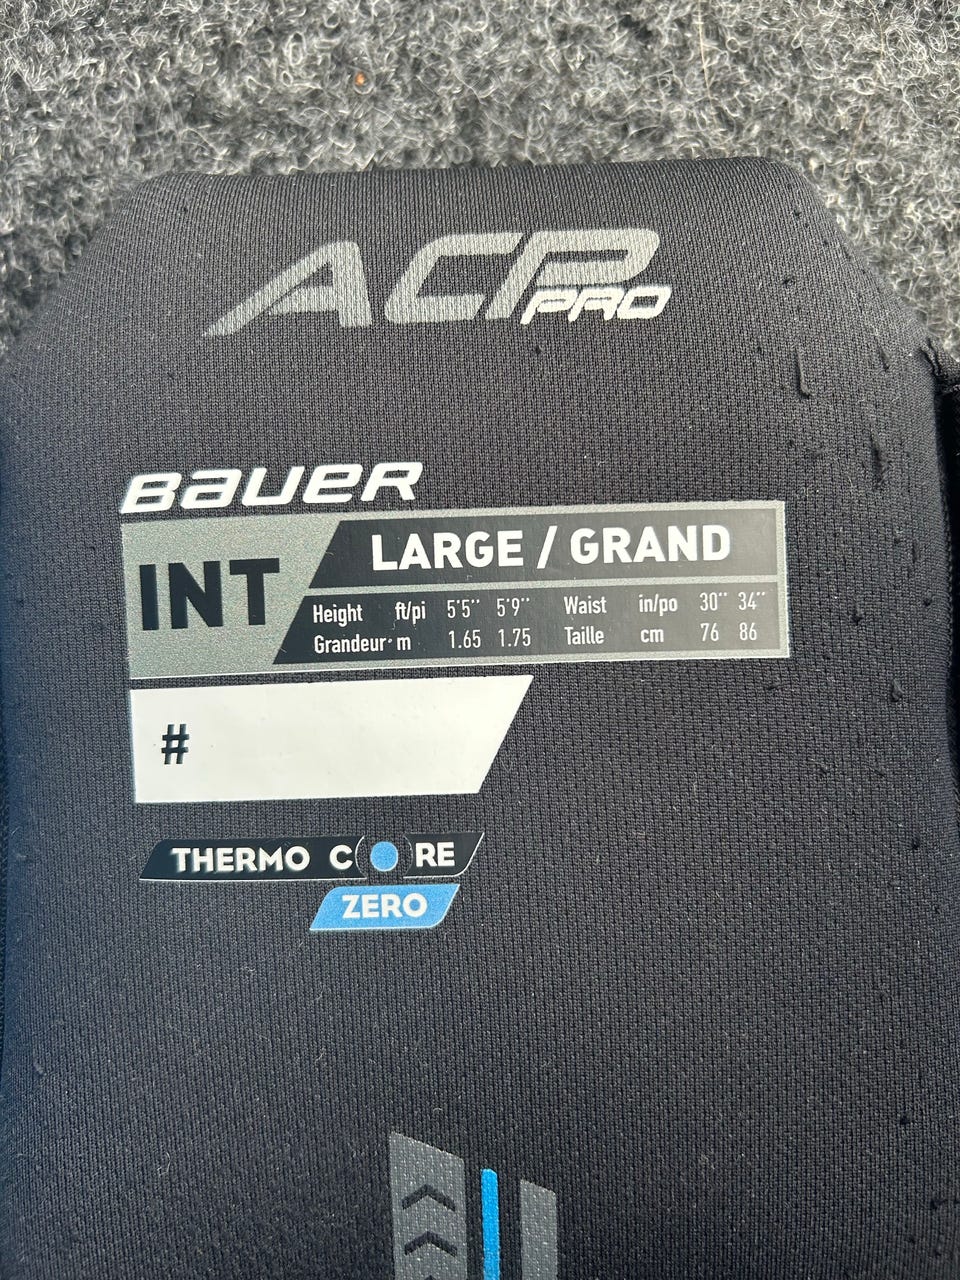 ACP PRO
BAUER
INT
LARGE / GRAND
Height ft/pi 5'5'' 5'9'' Waist in/po 30'' 34''
Grandeur m 1.65 1.75 Taille cm 76 86
#
THERMO CORE
ZERO